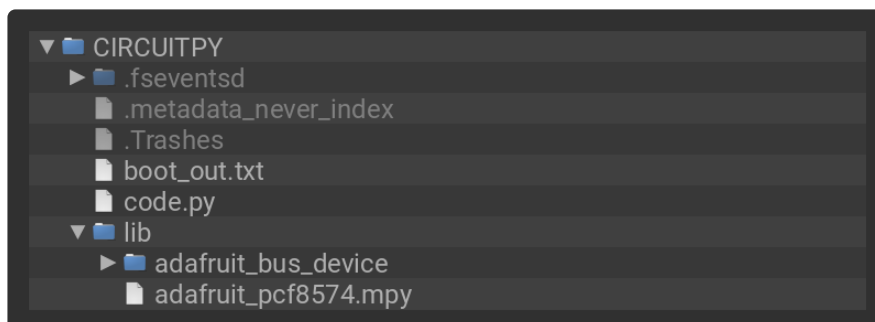 CIRCUITPY
.fseventsd
.metadata_never_index
.Trashes
boot_out.txt
code.py
lib
adafruit_bus_device
adafruit_pcf8574.mpy